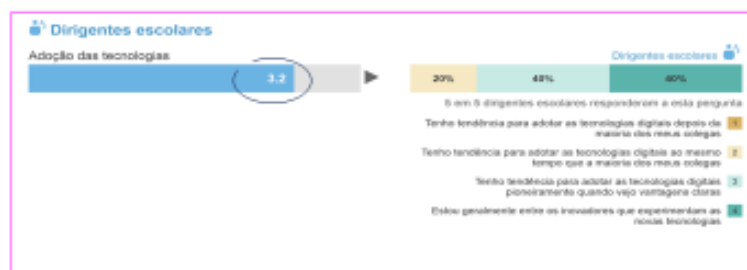 Dirigentes escolares
Adoção das tecnologias
3.2
Dirigentes escolares
20%
40%
40%
5 em 5 dirigentes escolares responderam a esta pergunta
Tenho tendência para adotar as tecnologias digitais depois da
maioria dos meus colegas
1
Tenho tendência para adotar as tecnologias digitais ao mesmo
tempo que a maioria dos meus colegas
2
Tenho tendência para adotar as tecnologias digitais
pioneiramente quando vejo vantagens claras
3
Estou geralmente entre os inovadores que experimentam as
novas tecnologias
4